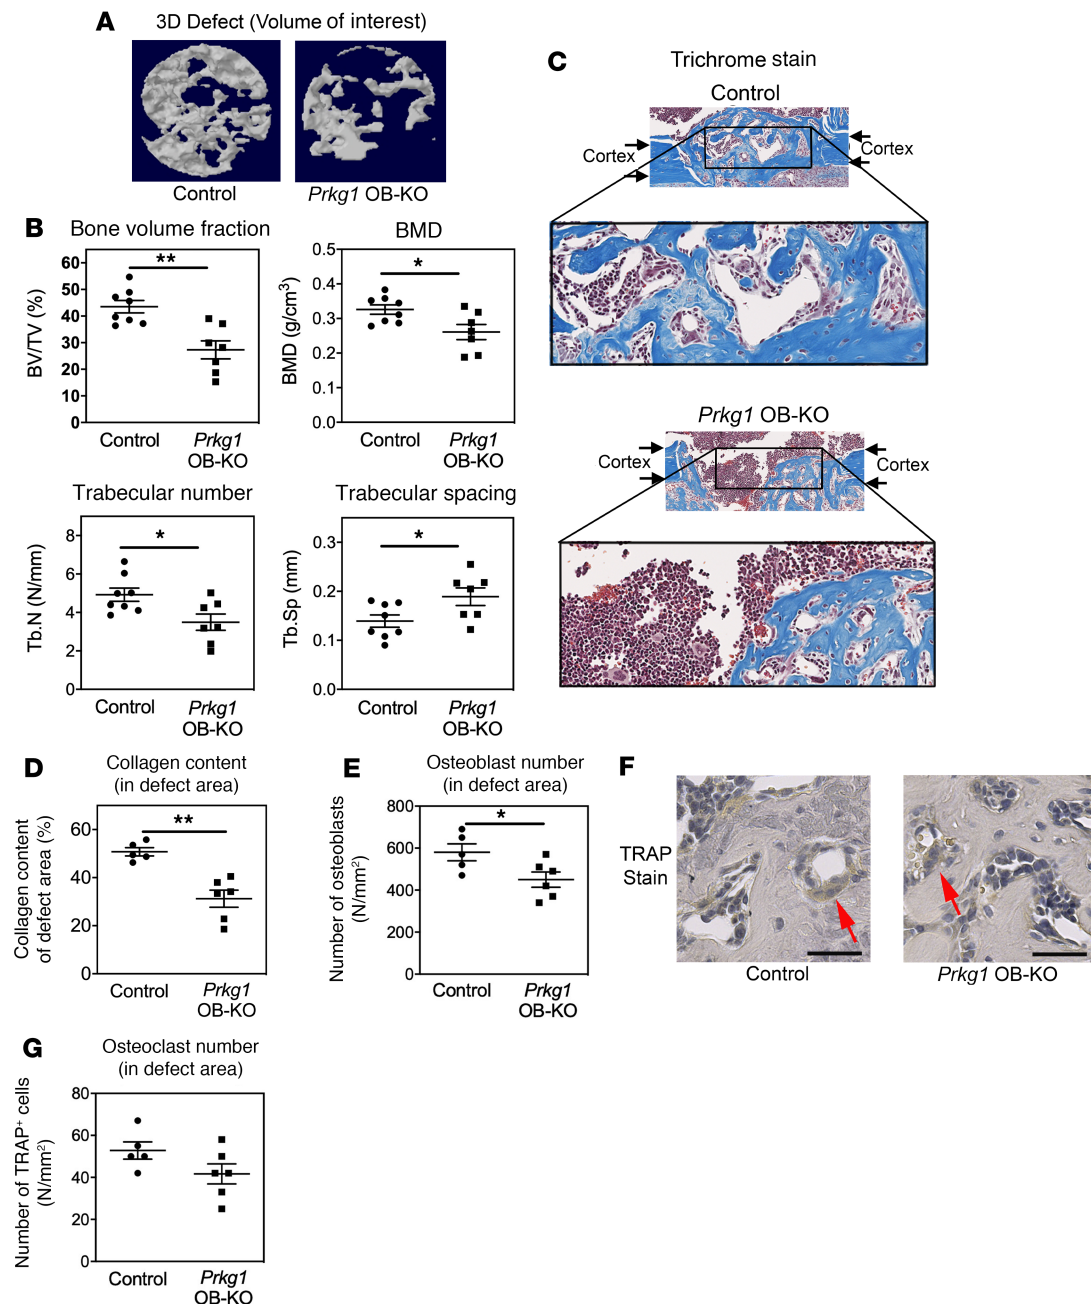 A
3D Defect (Volume of interest)
Control
Prkg1 OB-KO
B
Bone volume fraction
BV/TV (%)
60
50
40
30
20
10
0
**
Control
Prkg1
OB-KO
BMD
BMD (g/cm3)
0.5
0.4
0.3
0.2
0.1
0.0
*
Control
Prkg1
OB-KO
Trabecular number
Tb.N (N/mm)
8
6
4
2
0
*
Control
Prkg1
OB-KO
Trabecular spacing
Tb.Sp (mm)
0.3
0.2
0.1
0.0
*
Control
Prkg1
OB-KO
C
Trichrome stain
Control
Cortex
Cortex
Prkg1 OB-KO
Cortex
Cortex
D
Collagen content
(in defect area)
Collagen content
of defect area (%)
60
40
20
0
**
Control
Prkg1
OB-KO
E
Osteoblast number
(in defect area)
Number of osteoblasts
(N/mm2)
800
600
400
200
0
*
Control
Prkg1
OB-KO
F
TRAP
Stain
Control
Prkg1 OB-KO
G
Osteoclast number
(in defect area)
Number of TRAP+ cells
(N/mm2)
80
60
40
20
0
Control
Prkg1
OB-KO